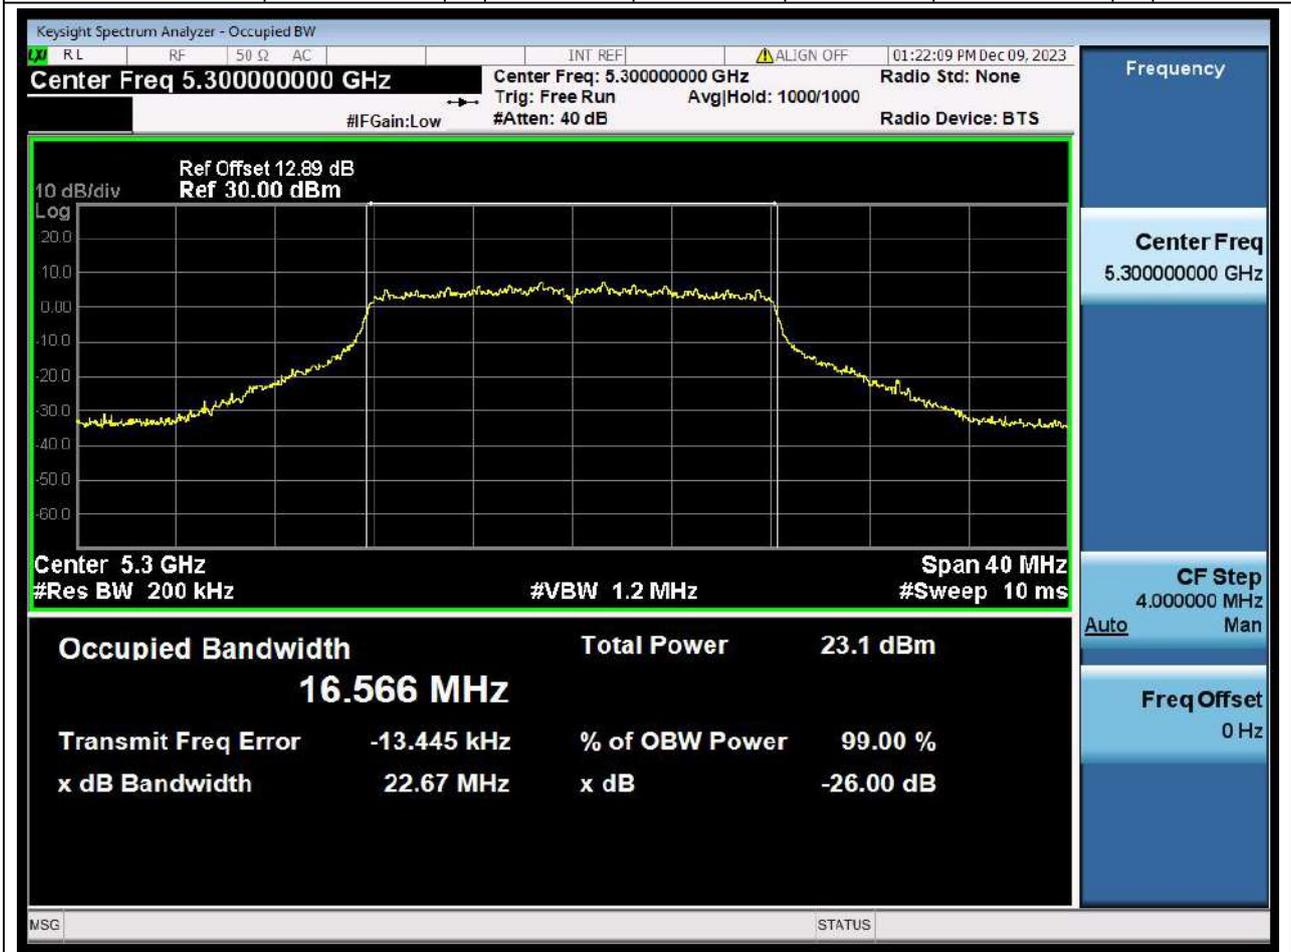 Keysight Spectrum Analyzer - Occupied BW
LXI RL RF 50 Ω AC INT REF ALIGN OFF 01:22:09 PM Dec 09, 2023
Center Freq 5.300000000 GHz
Center Freq: 5.300000000 GHz
Radio Std: None
Trig: Free Run Avg|Hold: 1000/1000
#IFGain:Low
#Atten: 40 dB
Radio Device: BTS
Ref Offset 12.89 dB
10 dB/div Ref 30.00 dBm
Log
20.0
10.0
0.00
-10.0
-20.0
-30.0
-40.0
-50.0
-60.0
Center 5.3 GHz Span 40 MHz
#Res BW 200 kHz #VBW 1.2 MHz #Sweep 10 ms
Occupied Bandwidth Total Power 23.1 dBm
16.566 MHz
Transmit Freq Error -13.445 kHz % of OBW Power 99.00 %
x dB Bandwidth 22.67 MHz x dB -26.00 dB
MSG STATUS
Frequency
Center Freq
5.300000000 GHz
CF Step
4.000000 MHz
Auto Man
Freq Offset
0 Hz